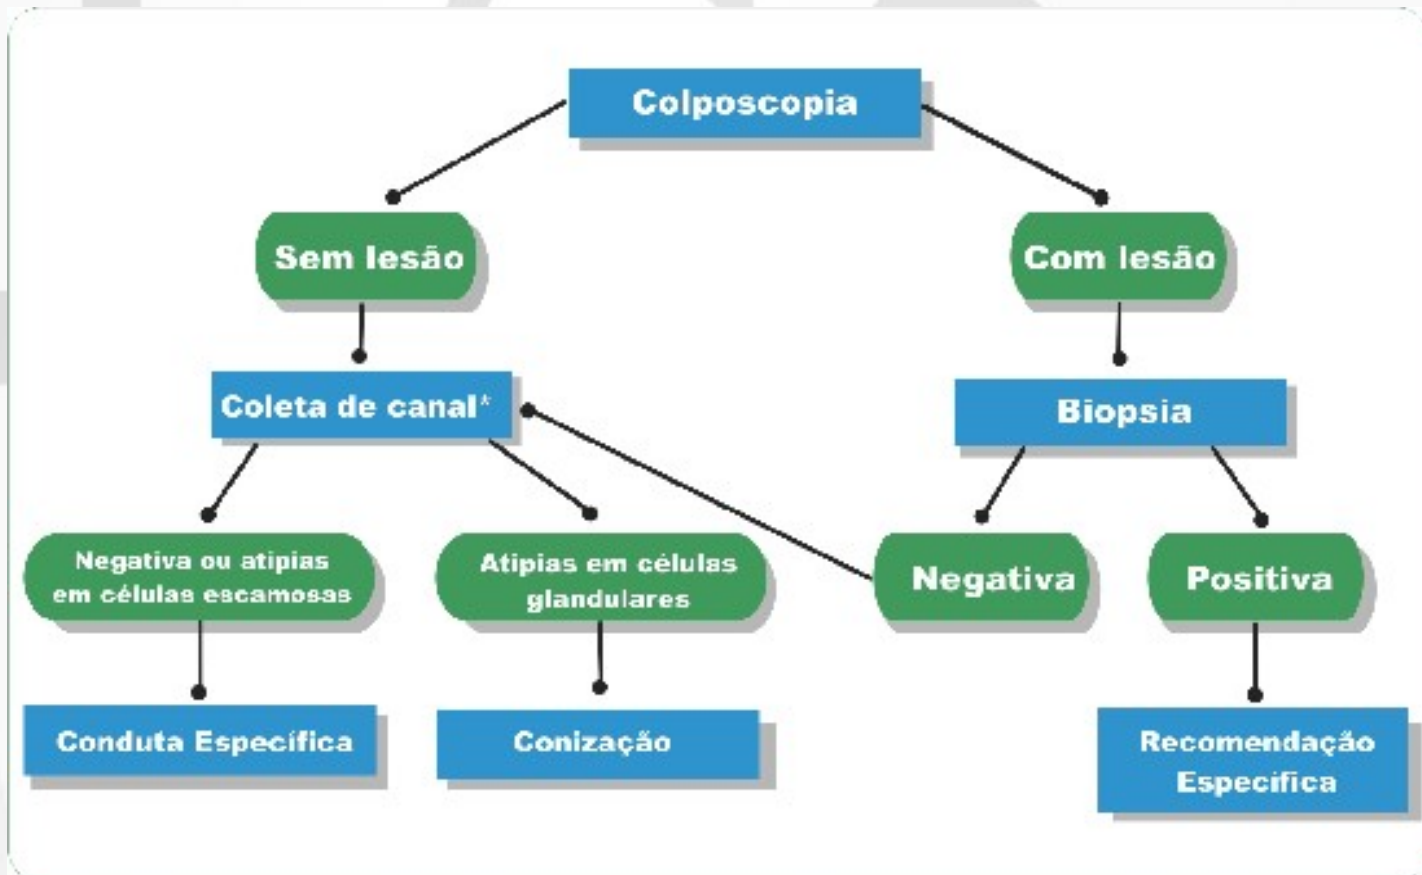 Colposcopia
Sem lesão
Com lesão
Coleta de canal*
Biopsia
Negativa ou atipias
em células escamosas
Atipias em células
glandulares
Negativa
Positiva
Conduta Específica
Conização
Recomendação
Específica